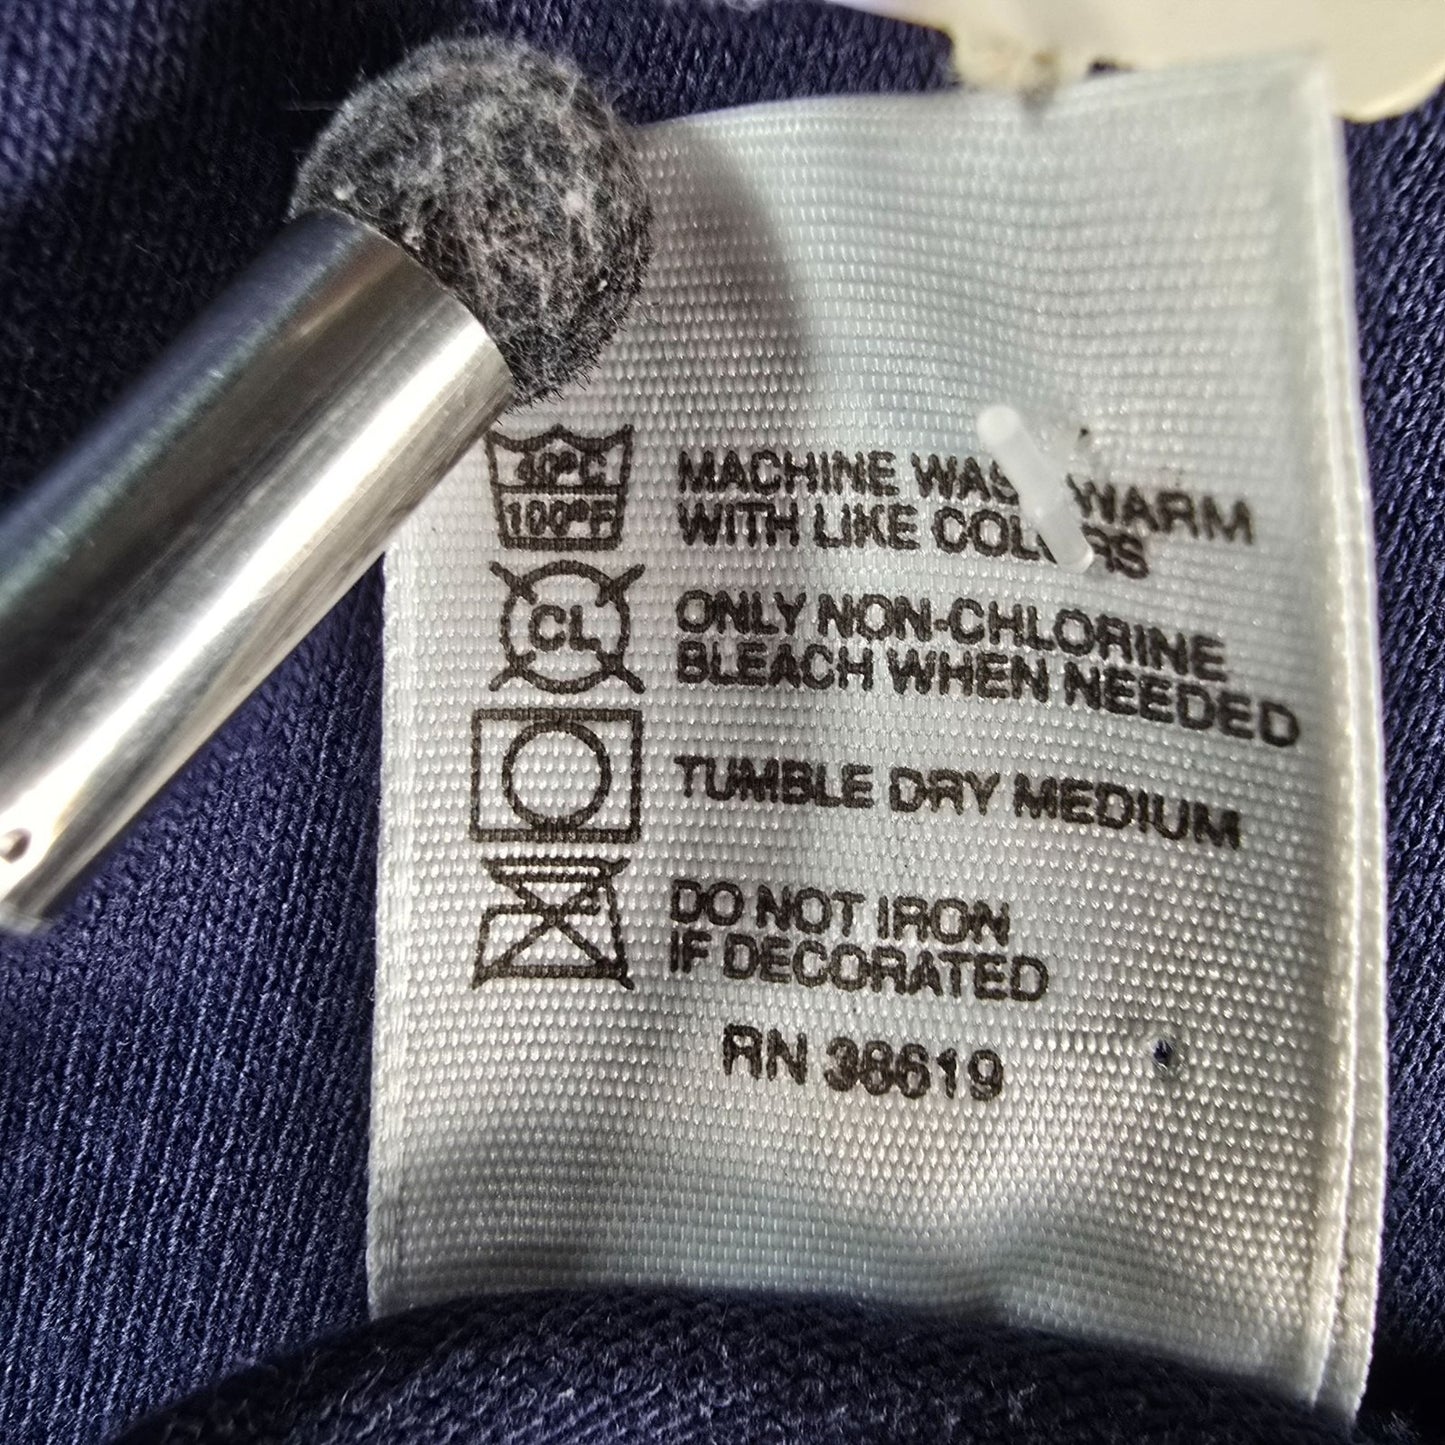 40°C
100°F
MACHINE WASH WARM
WITH LIKE COLORS
CL
ONLY NON-CHLORINE
BLEACH WHEN NEEDED
TUMBLE DRY MEDIUM
DO NOT IRON
IF DECORATED
RN 38619